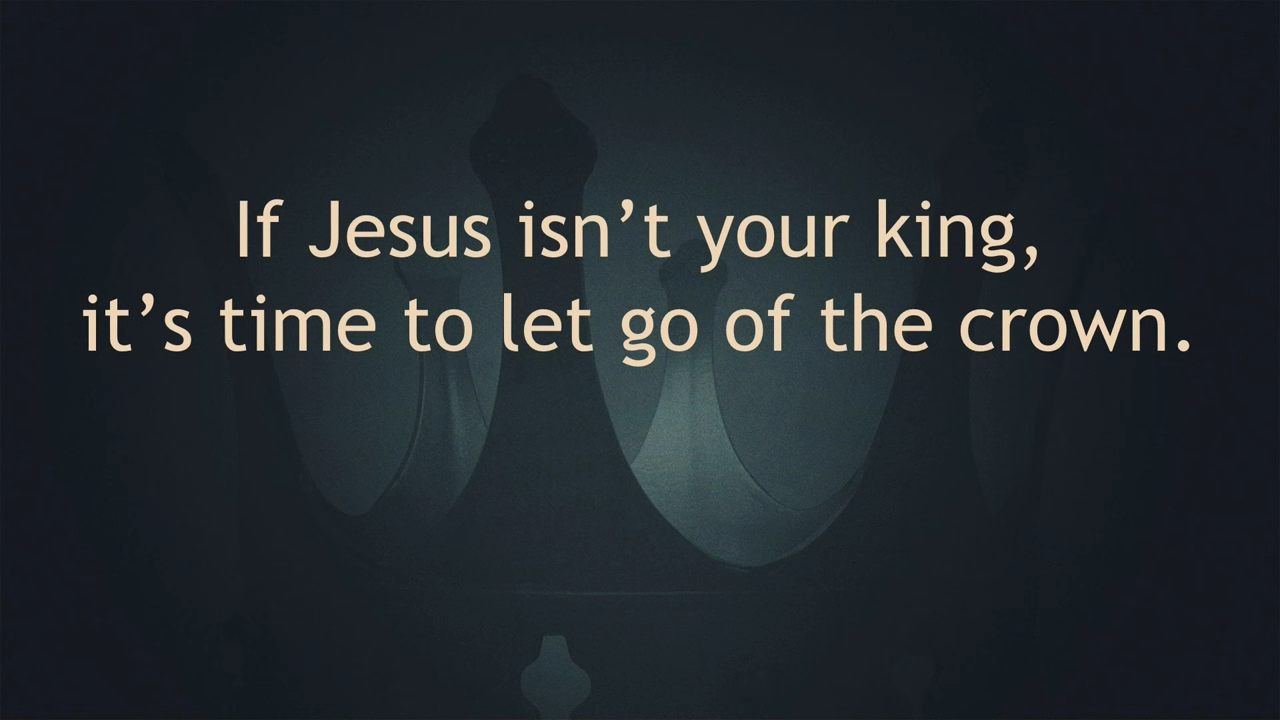 If Jesus isn’t your king,
it’s time to let go of the crown.